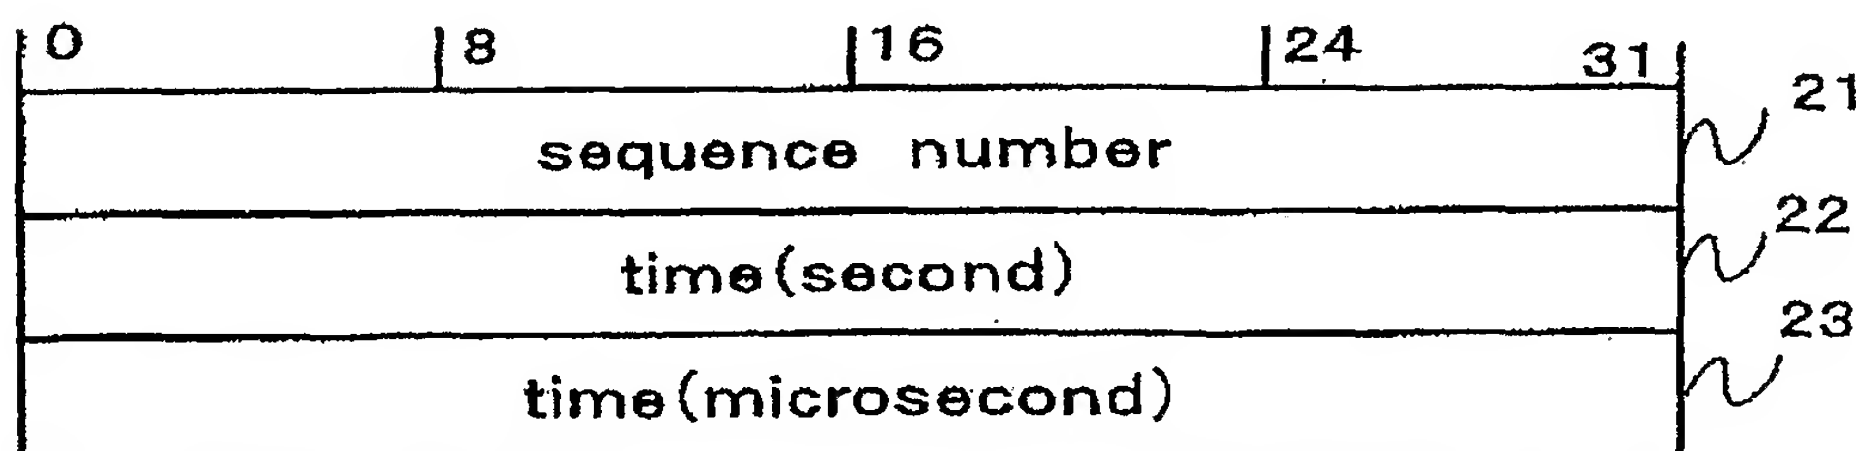 0 8 16 24 31
21
sequence number
22
time(second)
23
time(microsecond)